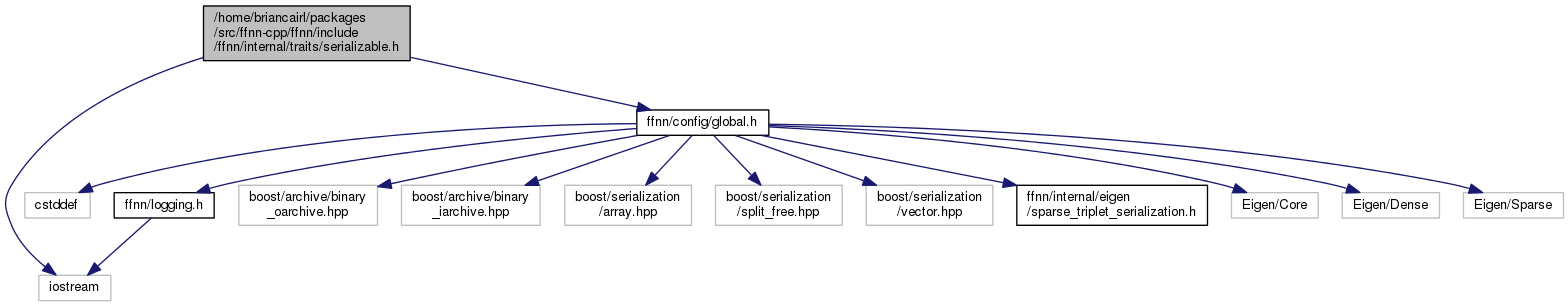 /home/briancairl/packages
/src/ffnn-cpp/ffnn/include
/ffnn/internal/traits/serializable.h
ffnn/config/global.h
cstddef
ffnn/logging.h
boost/archive/binary
_oarchive.hpp
boost/archive/binary
_iarchive.hpp
boost/serialization
/array.hpp
boost/serialization
/split_free.hpp
boost/serialization
/vector.hpp
ffnn/internal/eigen
/sparse_triplet_serialization.h
Eigen/Core
Eigen/Dense
Eigen/Sparse
iostream